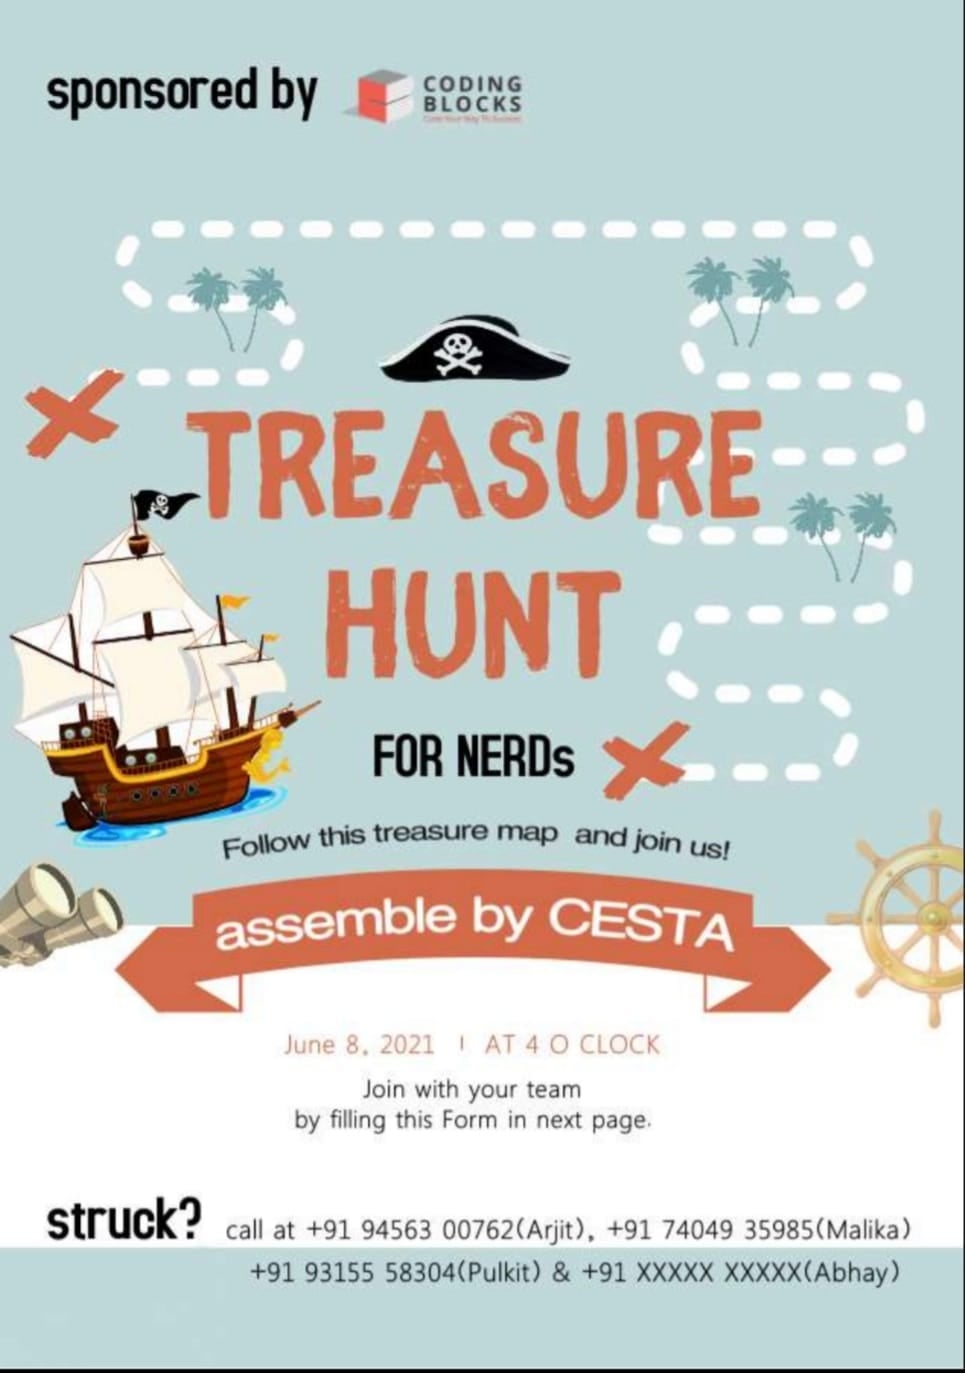 sponsored by
CODING
BLOCKS
TREASURE
HUNT
FOR NERDs
Follow this treasure map and join us!
assemble by CESTA
June 8, 2021 | AT 4 O CLOCK
Join with your team
by filling this Form in next page.
struck? call at +91 94563 00762(Arjit), +91 74049 35985(Malika)
+91 93155 58304(Pulkit) & +91 XXXXX XXXXX(Abhay)